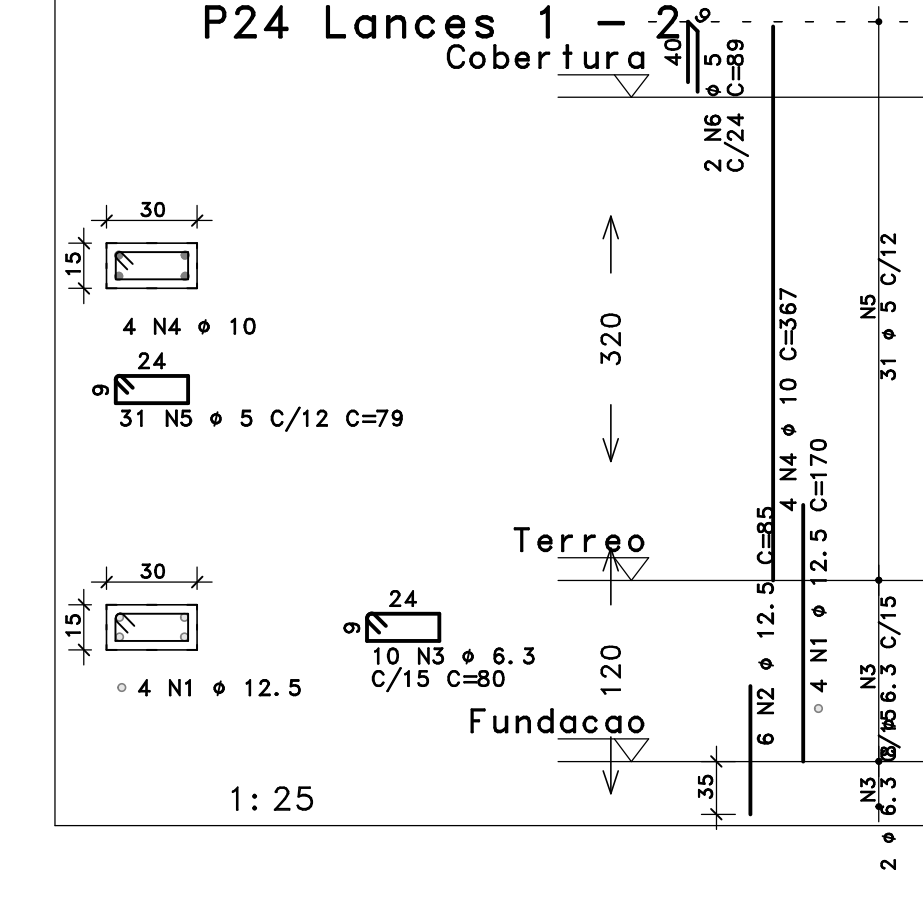 P24 Lances 1 - 2
Cobertura
40
9
2 N6 ø 5
C/24 C=89
30
15
4 N4 ø 10
24
9
31 N5 ø 5 C/12 C=79
320
4 N4 ø 10 C=367
N5
31 ø 5 C/12
Terreo
30
15
4 N1 ø 12.5
24
9
10 N3 ø 6.3
C/15 C=80
120
6 N2 ø 12.5 C=85
4 N1 ø 12.5 C=170
N3
6.3 C/15
Fundacao
35
N3
2 ø 6.3
1:25